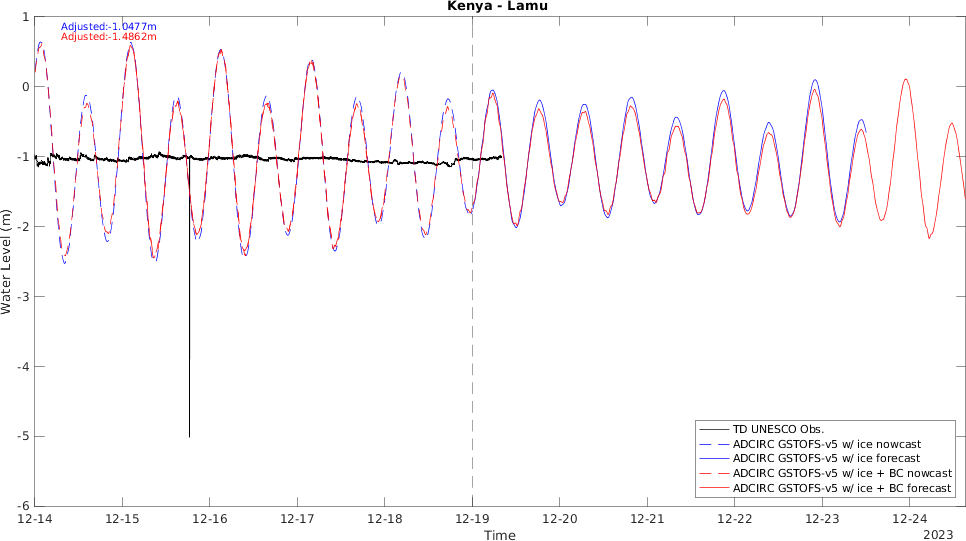 Kenya - Lamu
Adjusted:-1.0477m
Adjusted:-1.4862m
1
0
-1
-2
-3
-4
-5
-6
Water Level (m)
TD UNESCO Obs.
ADCIRC GSTOFS-v5 w/ ice nowcast
ADCIRC GSTOFS-v5 w/ ice forecast
ADCIRC GSTOFS-v5 w/ ice + BC nowcast
ADCIRC GSTOFS-v5 w/ ice + BC forecast
12-14 12-15 12-16 12-17 12-18 12-19 12-20 12-21 12-22 12-23 12-24
Time
2023